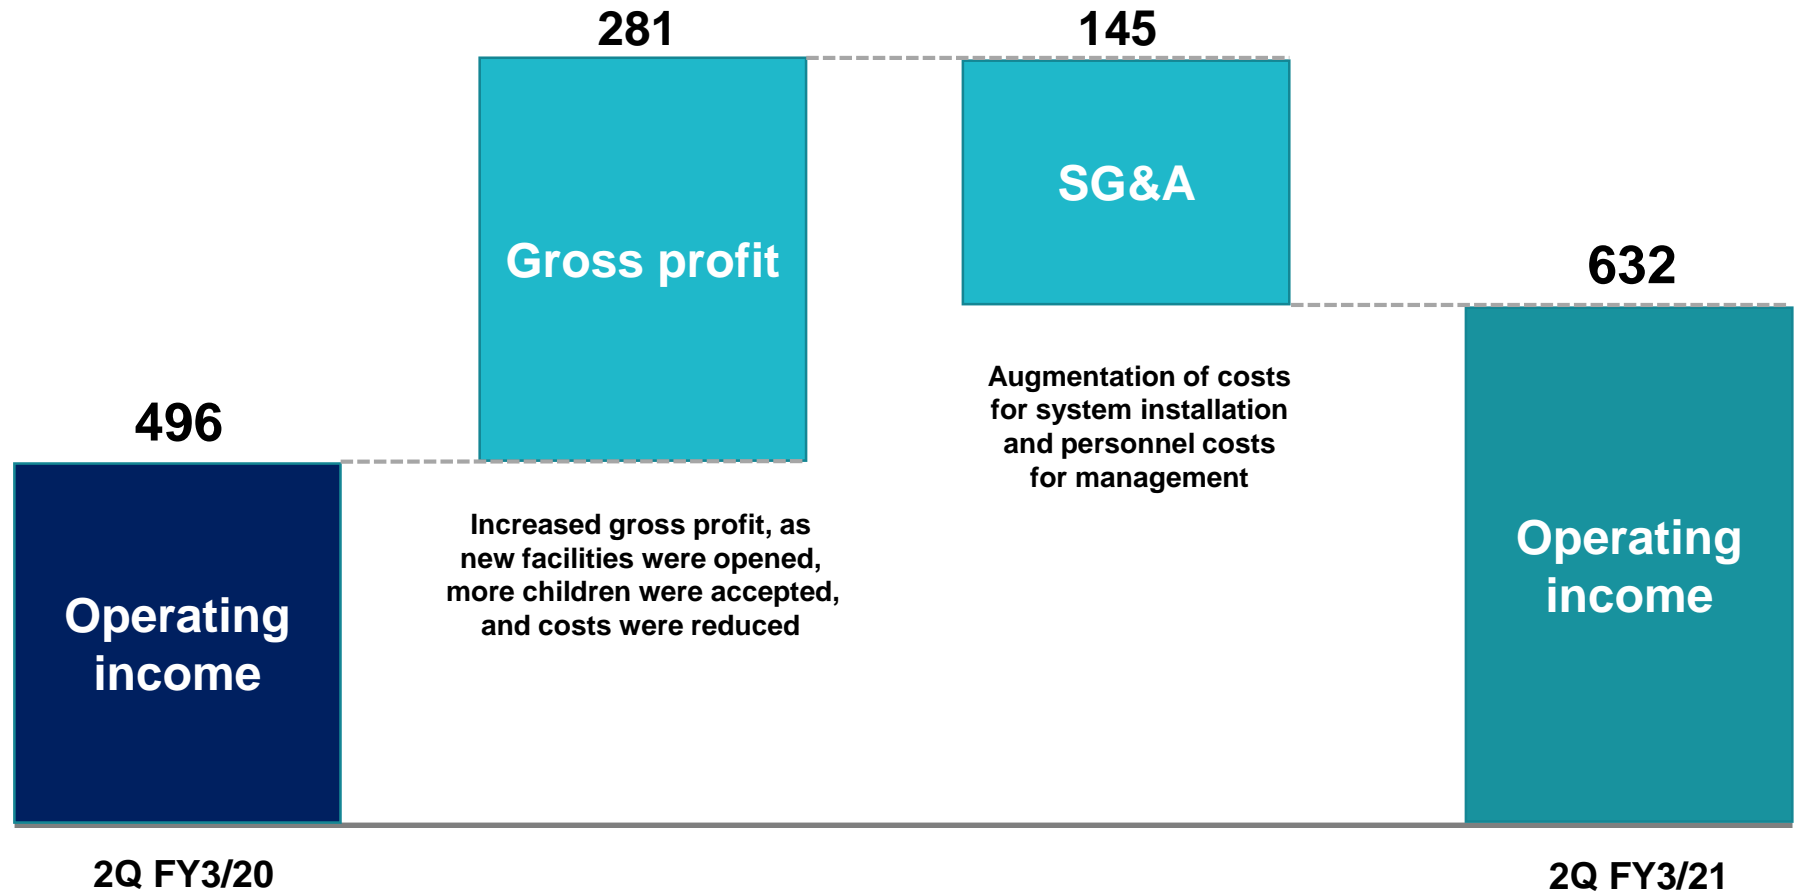 281
145
SG&A
Gross profit
632
Augmentation of costs
for system installation
and personnel costs
for management
496
Increased gross profit, as
new facilities were opened,
more children were accepted,
and costs were reduced
Operating
income
Operating
income
2Q FY3/20
2Q FY3/21